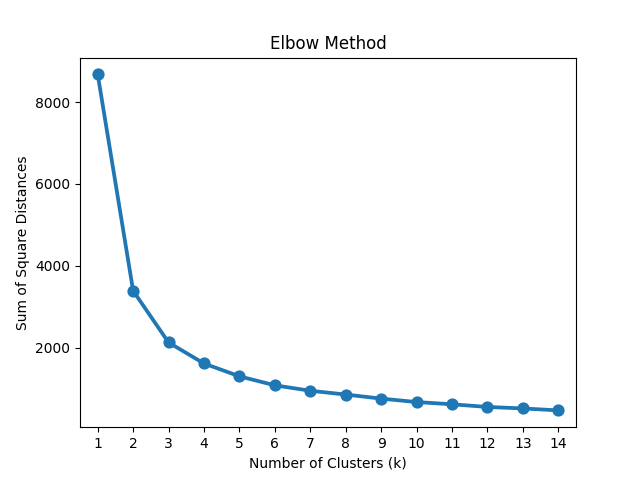 Elbow Method
8000
6000
4000
2000
Sum of Square Distances
1 2 3 4 5 6 7 8 9 10 11 12 13 14
Number of Clusters (k)